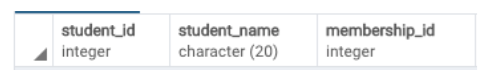 student_id student_name membership_id
integer character (20) integer